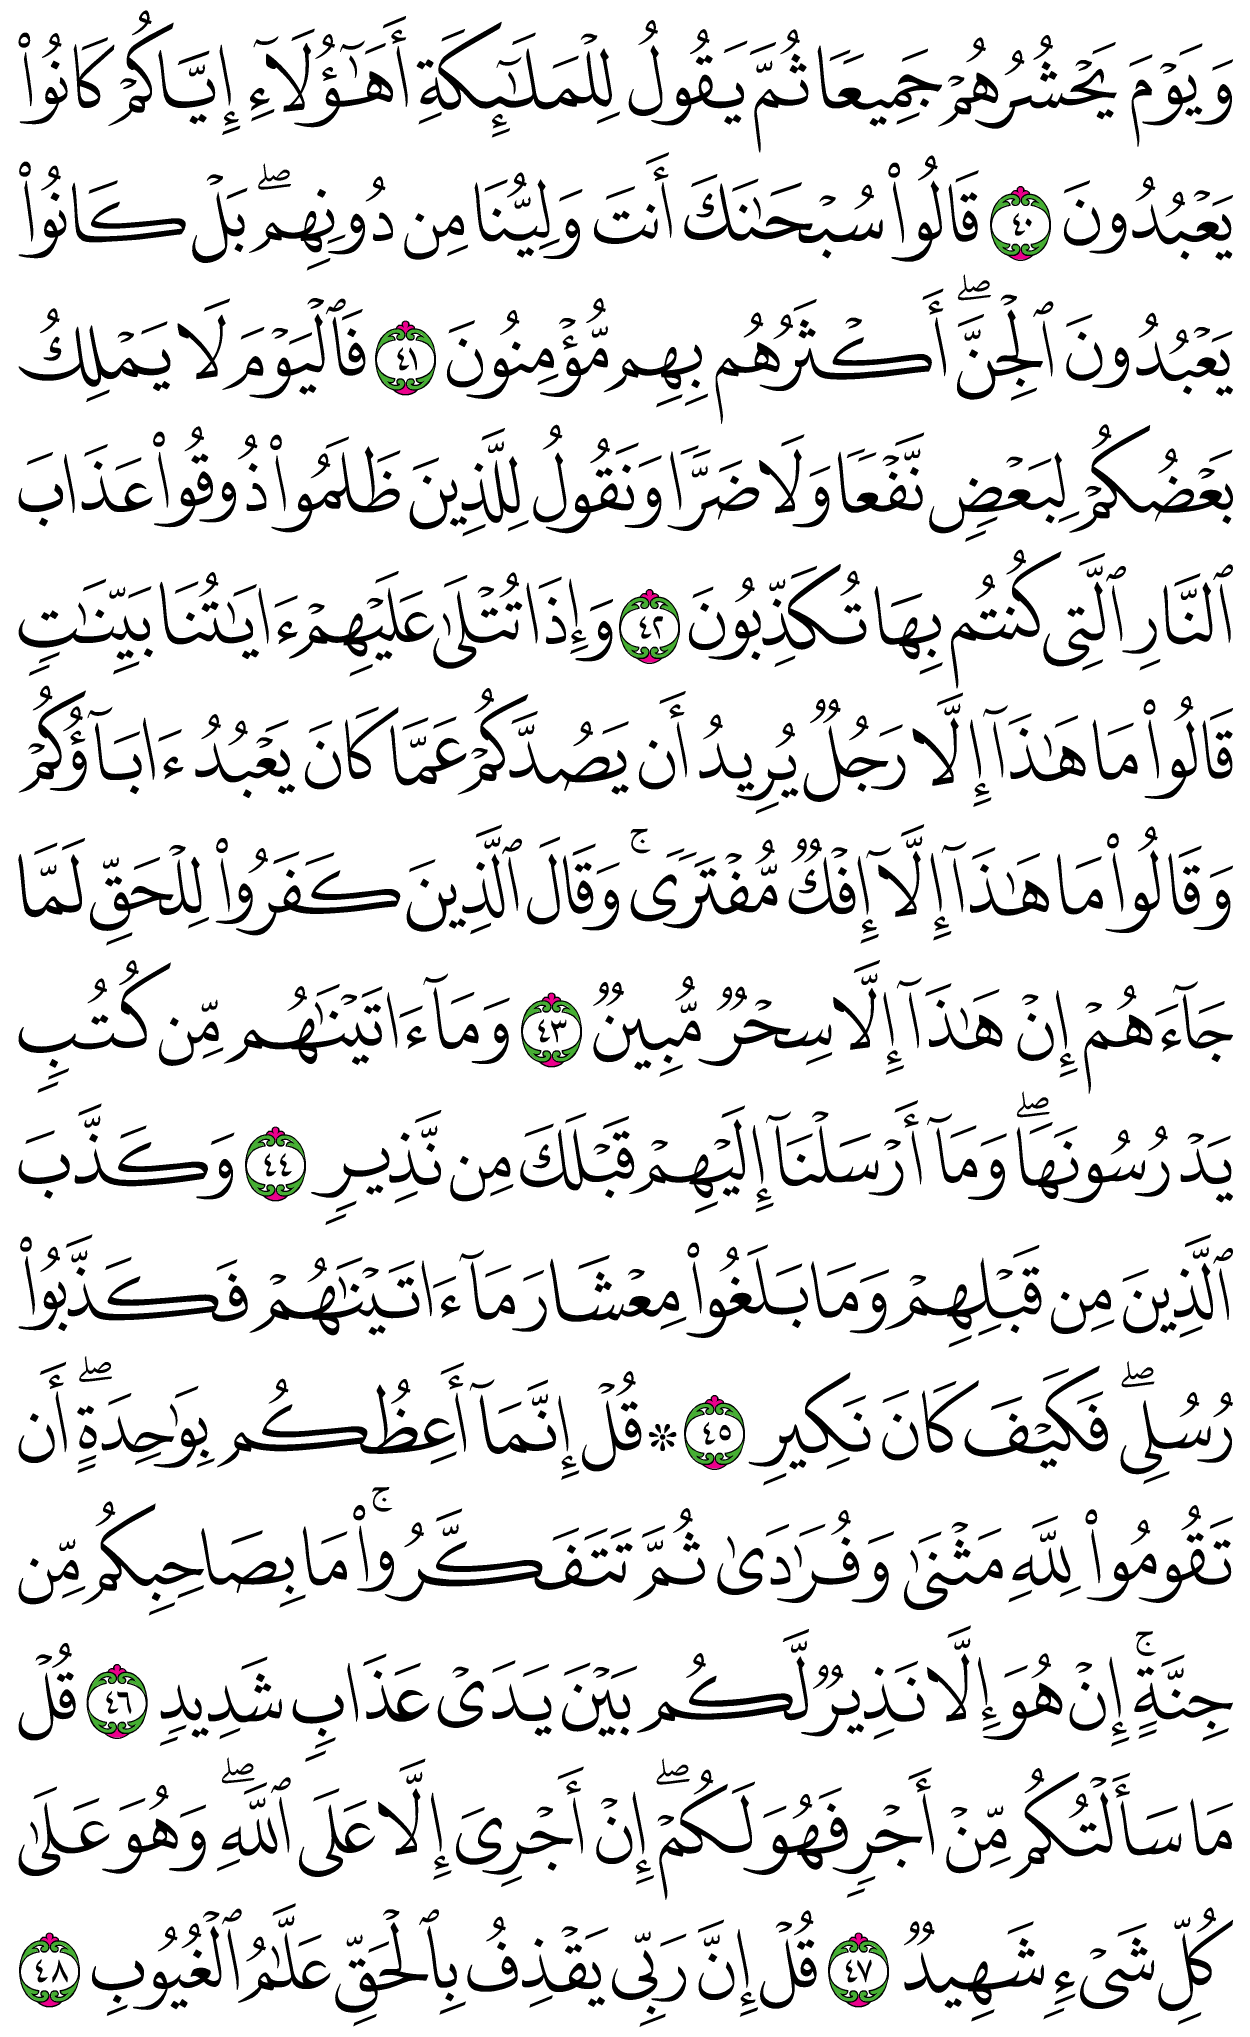 وَيَوۡمَ يَحۡشُرُهُمۡ جَمِيعٗا ثُمَّ يَقُولُ لِلۡمَلَٰٓئِكَةِ أَهَٰٓؤُلَآءِ إِيَّاكُمۡ كَانُواْ
يَعۡبُدُونَ ٤٠ قَالُواْ سُبۡحَٰنَكَ أَنتَ وَلِيُّنَا مِن دُونِهِمۖ بَلۡ كَانُواْ
يَعۡبُدُونَ ٱلۡجِنَّۖ أَكۡثَرُهُم بِهِم مُّؤۡمِنُونَ ٤١ فَٱلۡيَوۡمَ لَا يَمۡلِكُ
بَعۡضُكُمۡ لِبَعۡضٖ نَّفۡعٗا وَلَا ضَرّٗا وَنَقُولُ لِلَّذِينَ ظَلَمُواْ ذُوقُواْ عَذَابَ
ٱلنَّارِ ٱلَّتِي كُنتُم بِهَا تُكَذِّبُونَ ٤٢ وَإِذَا تُتۡلَىٰ عَلَيۡهِمۡ ءَايَٰتُنَا بَيِّنَٰتٖ
قَالُواْ مَا هَٰذَآ إِلَّا رَجُلٞ يُرِيدُ أَن يَصُدَّكُمۡ عَمَّا كَانَ يَعۡبُدُ ءَابَآؤُكُمۡ
وَقَالُواْ مَا هَٰذَآ إِلَّآ إِفۡكٞ مُّفۡتَرٗىۚ وَقَالَ ٱلَّذِينَ كَفَرُواْ لِلۡحَقِّ لَمَّا
جَآءَهُمۡ إِنۡ هَٰذَآ إِلَّا سِحۡرٞ مُّبِينٞ ٤٣ وَمَآ ءَاتَيۡنَٰهُم مِّن كُتُبٖ
يَدۡرُسُونَهَاۖ وَمَآ أَرۡسَلۡنَآ إِلَيۡهِمۡ قَبۡلَكَ مِن نَّذِيرٖ ٤٤ وَكَذَّبَ
ٱلَّذِينَ مِن قَبۡلِهِمۡ وَمَا بَلَغُواْ مِعۡشَارَ مَآ ءَاتَيۡنَٰهُمۡ فَكَذَّبُواْ
رُسُلِيۖ فَكَيۡفَ كَانَ نَكِيرِ ٤٥ ۞ قُلۡ إِنَّمَآ أَعِظُكُم بِوَٰحِدَةٍۖ أَن
تَقُومُواْ لِلَّهِ مَثۡنَىٰ وَفُرَٰدَىٰ ثُمَّ تَتَفَكَّرُواْۚ مَا بِصَاحِبِكُم مِّن
جِنَّةٍۚ إِنۡ هُوَ إِلَّا نَذِيرٞ لَّكُم بَيۡنَ يَدَيۡ عَذَابٖ شَدِيدٖ ٤٦ قُلۡ
مَا سَأَلۡتُكُم مِّنۡ أَجۡرٖ فَهُوَ لَكُمۡۖ إِنۡ أَجۡرِيَ إِلَّا عَلَى ٱللَّهِۖ وَهُوَ عَلَىٰ
كُلِّ شَيۡءٖ شَهِيدٞ ٤٧ قُلۡ إِنَّ رَبِّي يَقۡذِفُ بِٱلۡحَقِّ عَلَّٰمُ ٱلۡغُيُوبِ ٤٨